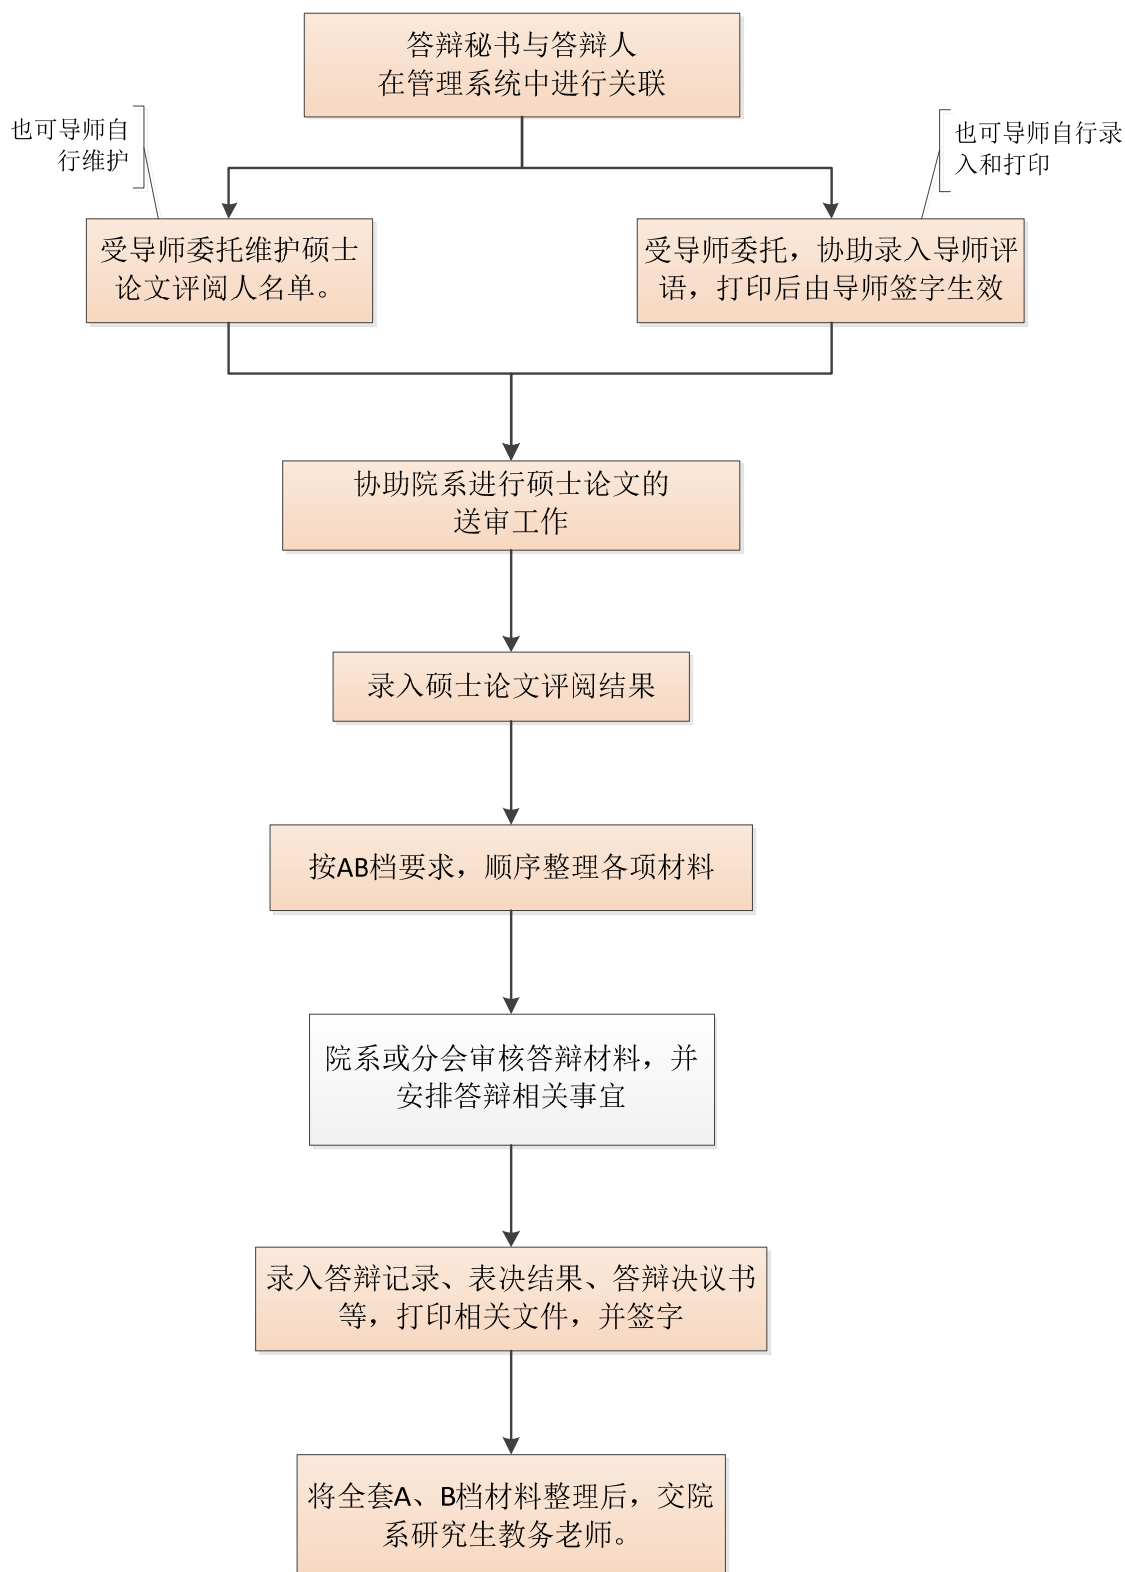 答辩秘书与答辩人
在管理系统中进行关联
也可导师自
行维护
也可导师自行录
入和打印
受导师委托维护硕士
论文评阅人名单。
受导师委托，协助录入导师评
语，打印后由导师签字生效
协助院系进行硕士论文的
送审工作
录入硕士论文评阅结果
按AB档要求，顺序整理各项材料
院系或分会审核答辩材料，并
安排答辩相关事宜
录入答辩记录、表决结果、答辩决议书
等，打印相关文件，并签字
将全套A、B档材料整理后，交院
系研究生教务老师。